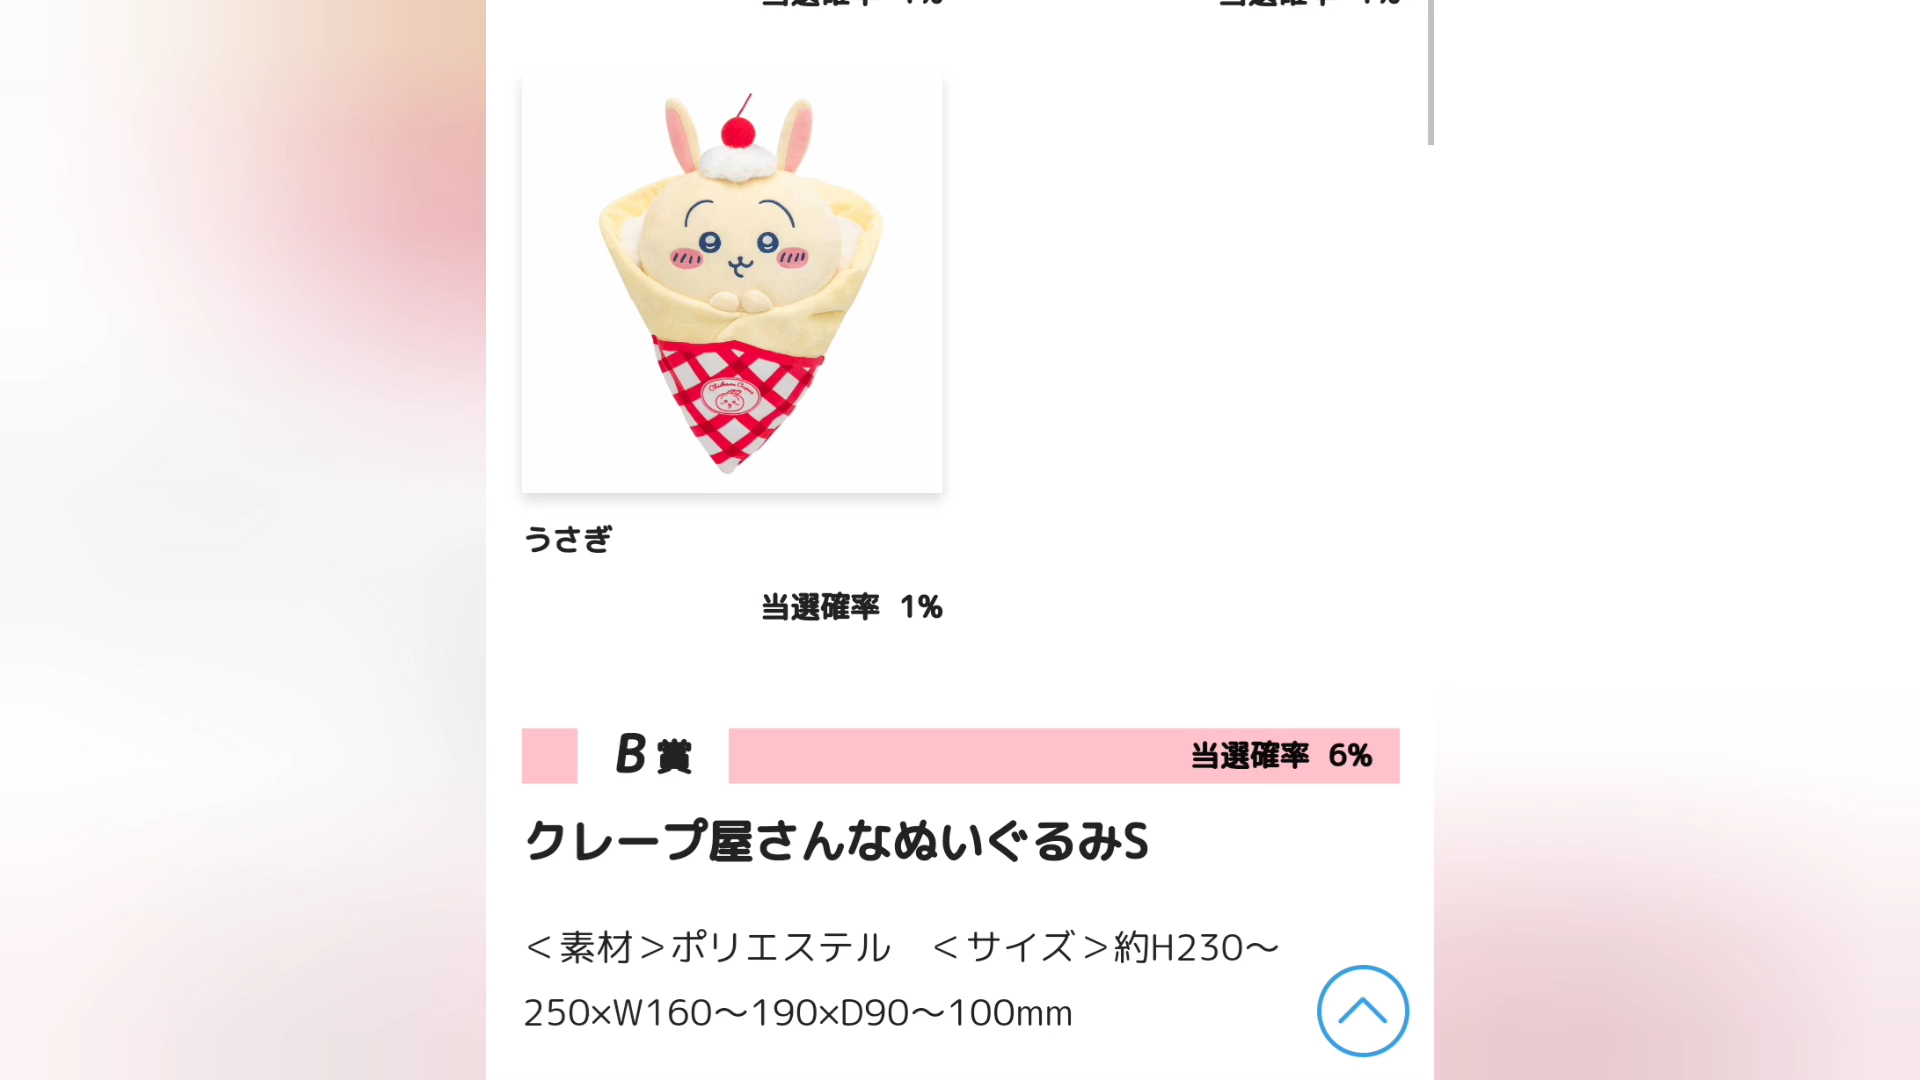 うさぎ
当選確率 1%
B賞
当選確率 6%
クレープ屋さんなぬいぐるみS
＜素材＞ポリエステル　＜サイズ＞約H230～
250×W160～190×D90～100mm